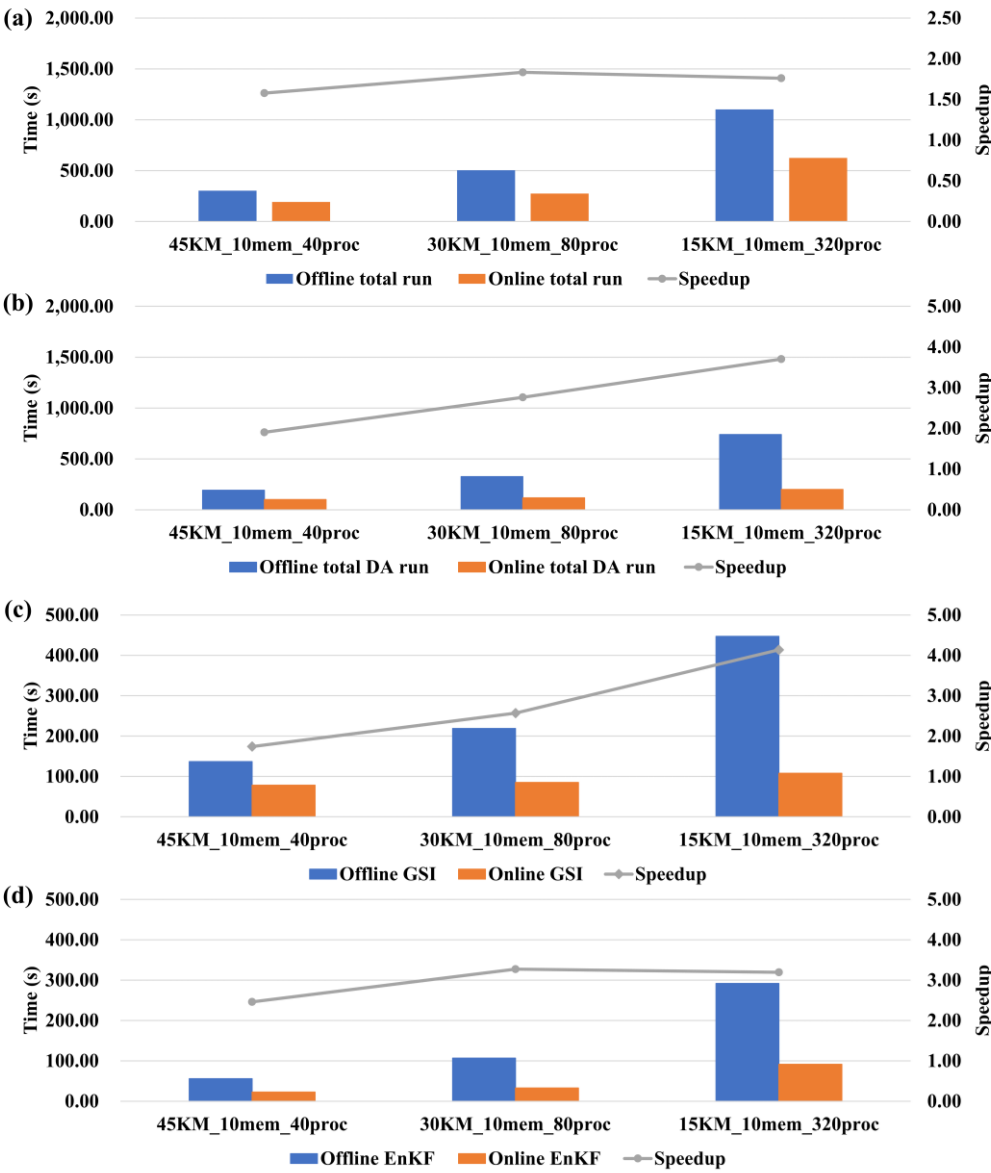 (a)
2,000.00
1,500.00
1,000.00
500.00
0.00
Time (s)
2.50
2.00
1.50
1.00
0.50
0.00
Speedup
45KM_10mem_40proc 30KM_10mem_80proc 15KM_10mem_320proc
Offline total run Online total run Speedup
(b)
2,000.00
1,500.00
1,000.00
500.00
0.00
Time (s)
5.00
4.00
3.00
2.00
1.00
0.00
Speedup
45KM_10mem_40proc 30KM_10mem_80proc 15KM_10mem_320proc
Offline total DA run Online total DA run Speedup
(c)
500.00
400.00
300.00
200.00
100.00
0.00
Time (s)
5.00
4.00
3.00
2.00
1.00
0.00
Speedup
45KM_10mem_40proc 30KM_10mem_80proc 15KM_10mem_320proc
Offline GSI Online GSI Speedup
(d)
500.00
400.00
300.00
200.00
100.00
0.00
Time (s)
5.00
4.00
3.00
2.00
1.00
0.00
Speedup
45KM_10mem_40proc 30KM_10mem_80proc 15KM_10mem_320proc
Offline EnKF Online EnKF Speedup